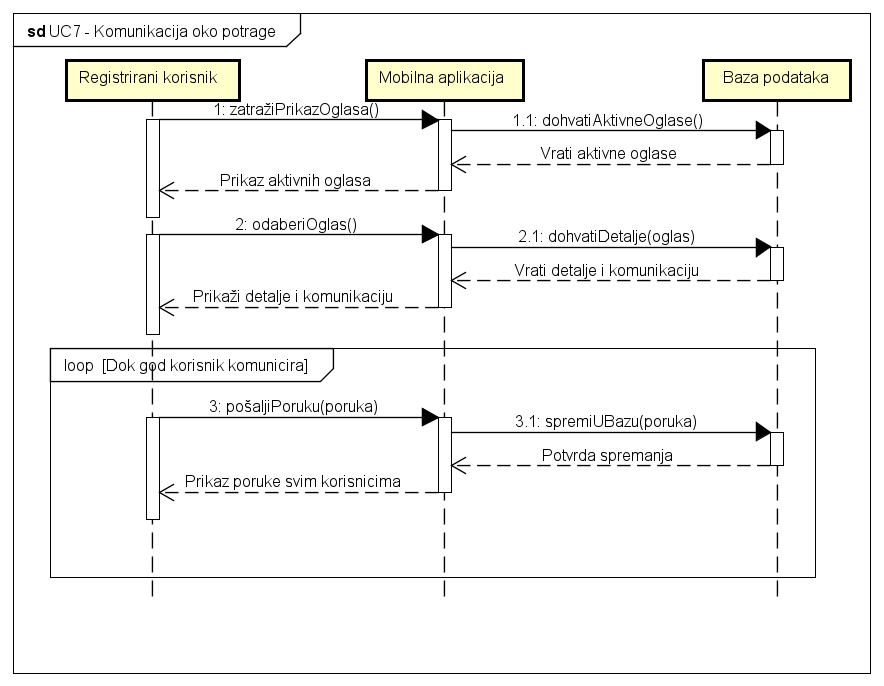 sd UC7 - Komunikacija oko potrage
Registrirani korisnik
Mobilna aplikacija
Baza podataka
1: zatražiPrikazOglasa()
1.1: dohvatiAktivneOglase()
Vrati aktivne oglase
Prikaz aktivnih oglasa
2: odaberiOglas()
2.1: dohvatiDetalje(oglas)
Vrati detalje i komunikaciju
Prikaži detalje i komunikaciju
loop [Dok god korisnik komunicira]
3: pošaljiPoruku(poruka)
3.1: spremiUBazu(poruka)
Potvrda spremanja
Prikaz poruke svim korisnicima